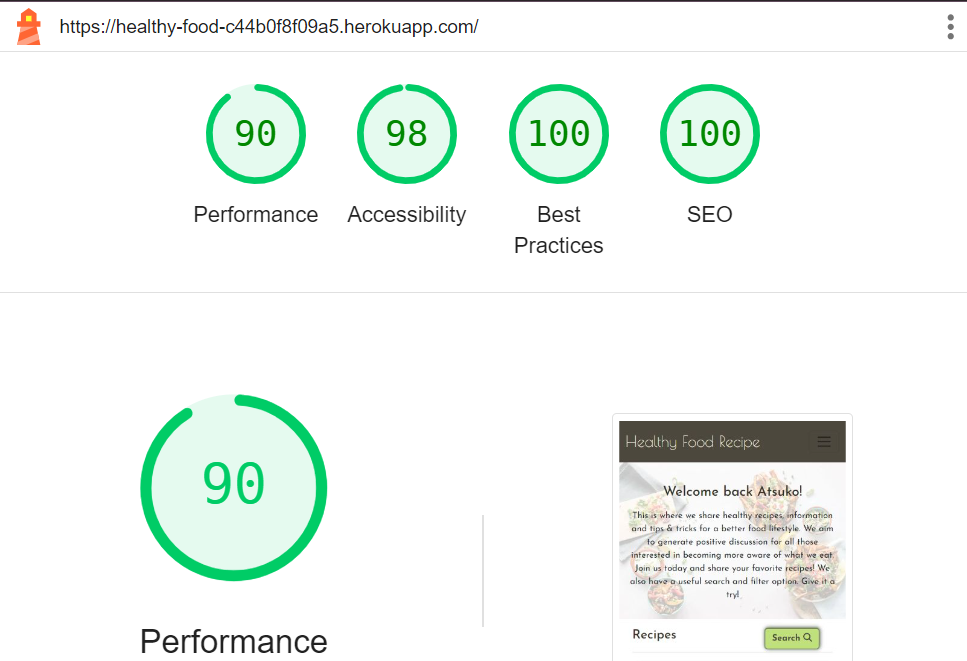 https://healthy-food-c44b0f8f09a5.herokuapp.com/
90
98
100
100
Performance
Accessibility
Best
Practices
SEO
90
Performance
Healthy Food Recipe
Welcome back Atsuko!
This is where we share healthy recipes, information
and tips & tricks for a better food lifestyle. We aim
to generate positive discussion for all those
interested in becoming more aware of what we eat.
Join us today and share your favorite recipes! We
also have a useful search and filter option. Give it a
try!
Recipes
Search